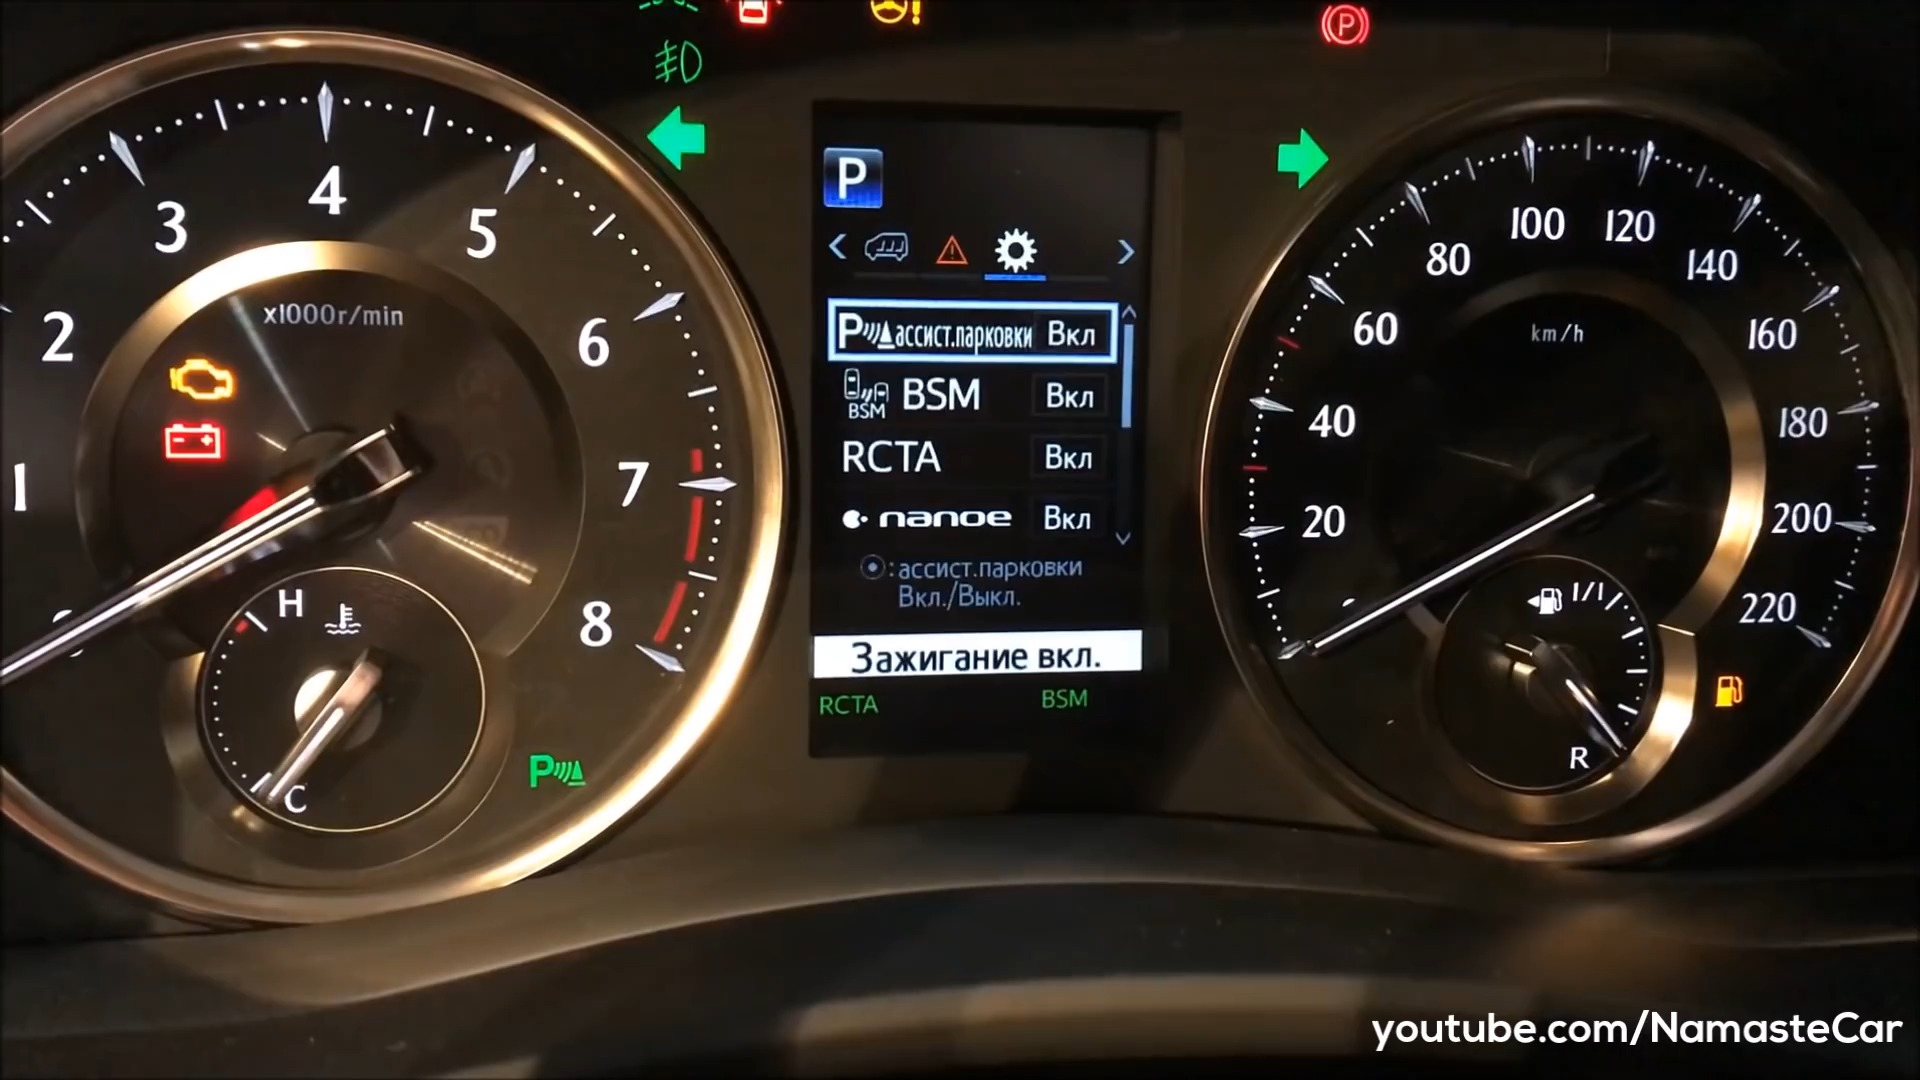 x1000r/min
1
2
3
4
5
6
7
8
H
C
P
P
P
ассист.парковки Вкл
BSM BSM Вкл
RCTA Вкл
nanoe Вкл
: ассист.парковки
Вкл./Выкл.
Зажигание вкл.
RCTA BSM
P
km/h
20
40
60
80
100
120
140
160
180
200
220
1/1
R
youtube.com/NamasteCar